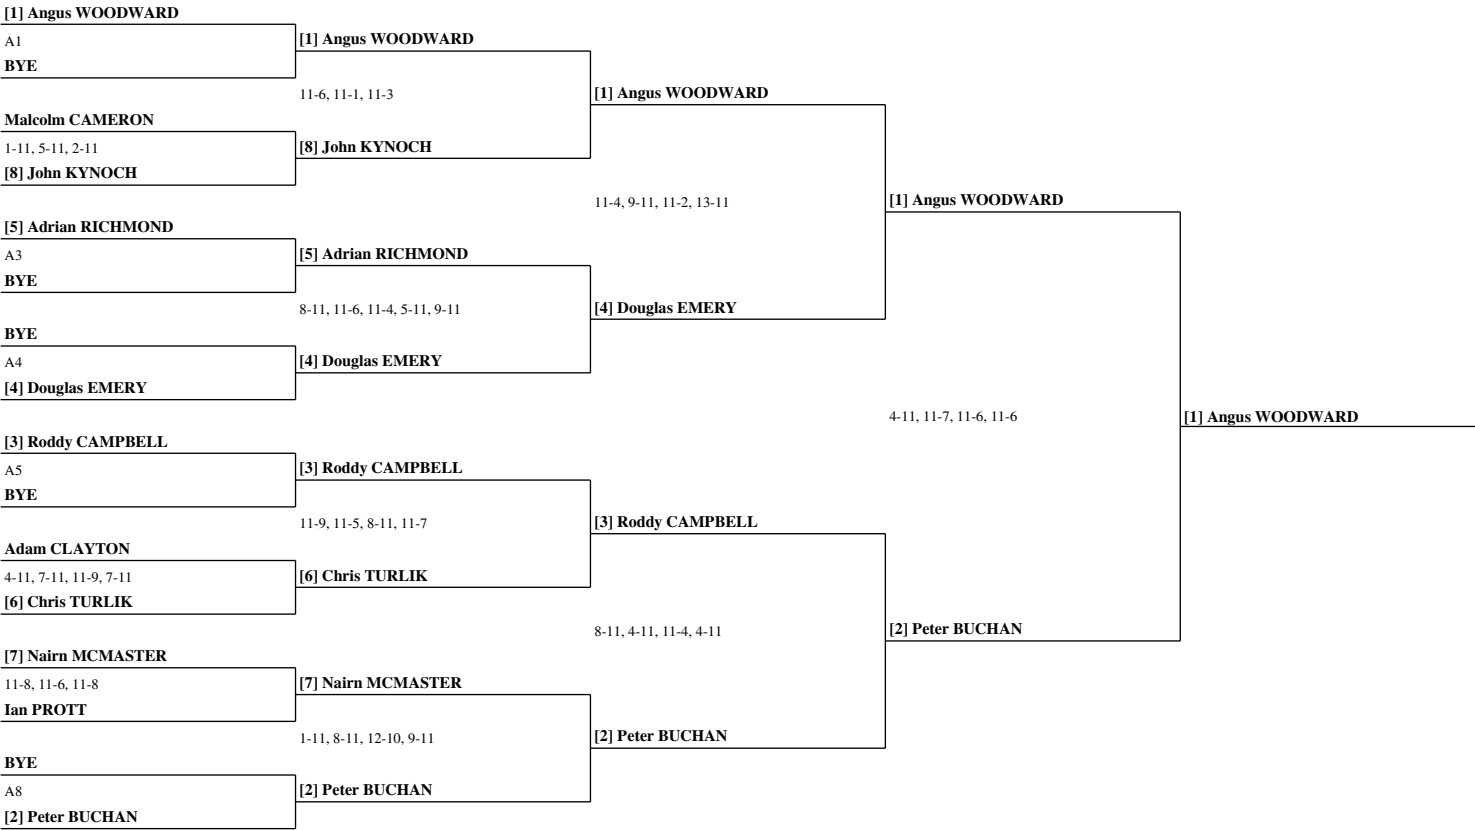 [1] Angus WOODWARD
A1
BYE
Malcolm CAMERON
1-11, 5-11, 2-11
[8] John KYNOCH
[5] Adrian RICHMOND
A3
BYE
BYE
A4
[4] Douglas EMERY
[3] Roddy CAMPBELL
A5
BYE
Adam CLAYTON
4-11, 7-11, 11-9, 7-11
[6] Chris TURLIK
[7] Nairn MCMASTER
11-8, 11-6, 11-8
Ian PROTT
BYE
A8
[2] Peter BUCHAN
[1] Angus WOODWARD
11-6, 11-1, 11-3
[8] John KYNOCH
[5] Adrian RICHMOND
8-11, 11-6, 11-4, 5-11, 9-11
[4] Douglas EMERY
[3] Roddy CAMPBELL
11-9, 11-5, 8-11, 11-7
[6] Chris TURLIK
[7] Nairn MCMASTER
1-11, 8-11, 12-10, 9-11
[2] Peter BUCHAN
[1] Angus WOODWARD
11-4, 9-11, 11-2, 13-11
[4] Douglas EMERY
[3] Roddy CAMPBELL
8-11, 4-11, 11-4, 4-11
[2] Peter BUCHAN
[1] Angus WOODWARD
4-11, 11-7, 11-6, 11-6
[2] Peter BUCHAN
[1] Angus WOODWARD